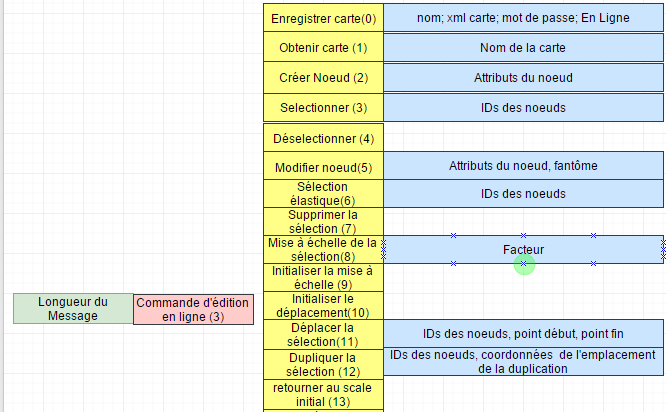 Enregistrer carte(0)
nom; xml carte; mot de passe; En Ligne
Obtenir carte (1)
Nom de la carte
Créer Noeud (2)
Attributs du noeud
Selectionner (3)
IDs des noeuds
Déselectionner (4)
Modifier noeud(5)
Attributs du noeud, fantôme
Sélection
élastique(6)
IDs des noeuds
Supprimer la
sélection (7)
Mise à échelle de la
sélection(8)
Facteur
Initialiser la mise à
échelle (9)
Longueur du
Message
Commande d'édition
en ligne (3)
Initialiser le
déplacement(10)
Déplacer la
sélection(11)
IDs des noeuds, point début, point fin
Dupliquer la
sélection (12)
IDs des noeuds, coordonnées de l'emplacement
de la duplication
retourner au scale
initial (13)